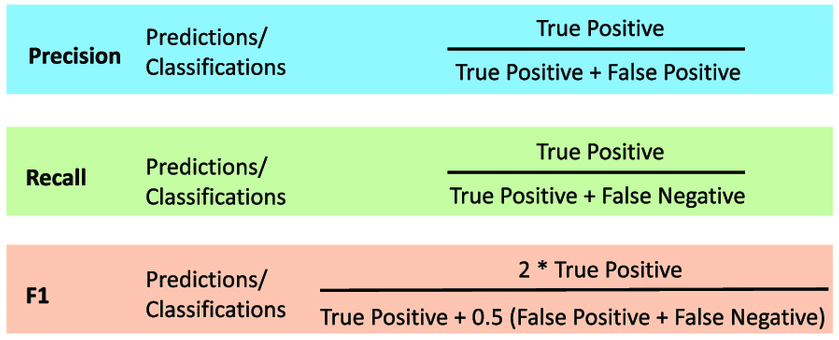 Precision
Predictions/
Classifications
True Positive
True Positive + False Positive
Recall
Predictions/
Classifications
True Positive
True Positive + False Negative
F1
Predictions/
Classifications
2 * True Positive
True Positive + 0.5 (False Positive + False Negative)